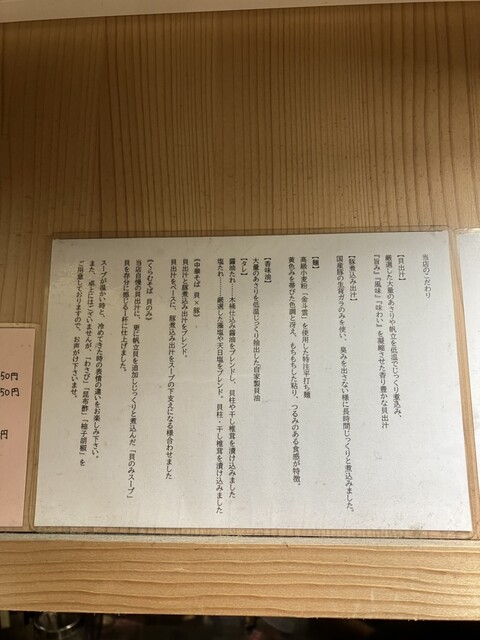 当店のこだわり
【貝出汁】
厳選した大量のあさりや帆立を低温でじっくり煮込み、
『旨み』『風味』『味わい』を凝縮させた香り豊かな貝出汁
【豚煮込み出汁】
国産豚の生背ガラのみを使い、臭みを出さない様に長時間じっくりと煮込みました。
【麺】
高級小麦粉、「金斗雲」を使用した特注平打ち麺
黄色みを帯びた色調と冴え、もちもちした粘り、つるみのある食感が特徴。
【香味油】
大量のあさりを低温じっくり抽出した自家製貝油
【タレ】
醤油たれ……木桶仕込み醤油をブレンドし、貝柱や干し椎茸を漬け込みました
塩たれ……厳選した藻塩や天日塩をブレンド、貝柱・干し椎茸を漬け込みました
《中華そば 貝×豚》
貝出汁と豚煮込み出汁をブレンド。
貝出汁をベースに、豚煮込み出汁をスープの下支えになる様合わせました
《くらむそば 貝のみ》
当店自慢の貝出汁に、更に帆立貝を追加しじっくりと煮込んだ「貝のみスープ」
貝を存分に感じる1杯に仕上げました。
スープが温かい時と、冷めてきた時の表情の違いをお楽しみ下さい。
また、卓上にはございませんが、「わさび」「昆布酢」「柚子胡椒」を
ご用意しておりますので、お声がけ下さいませ。
50円
50円
円